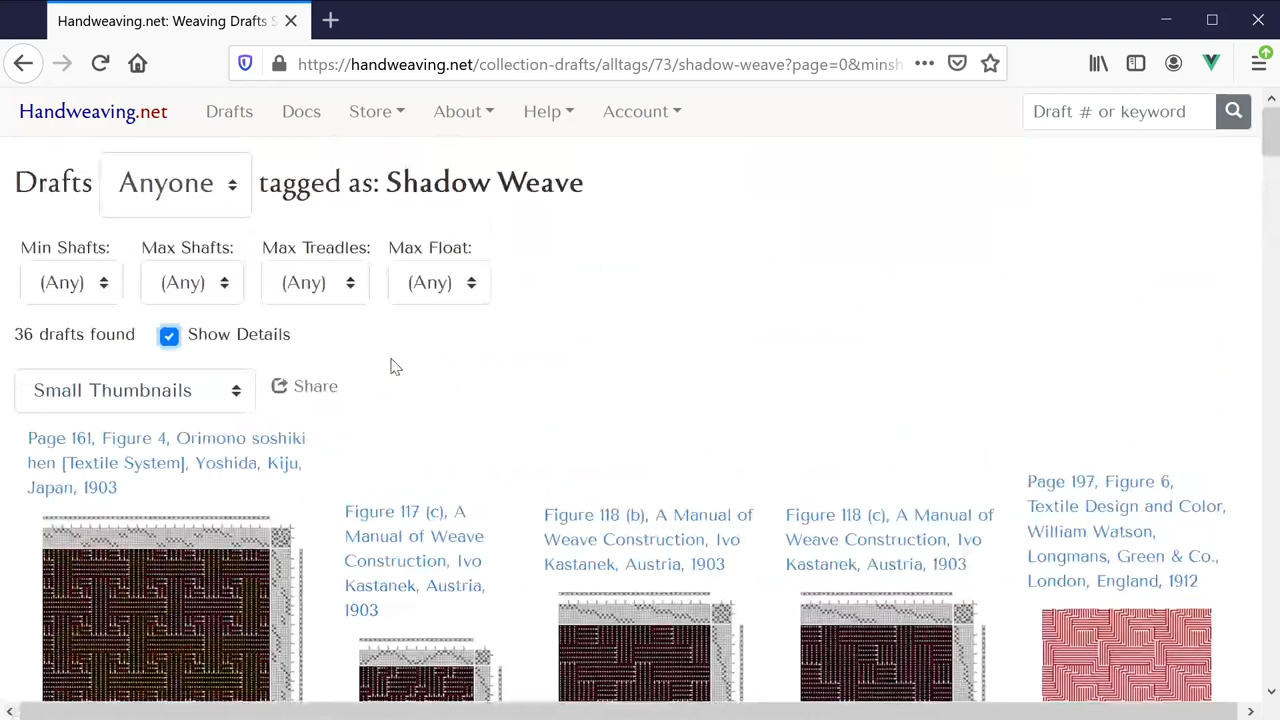 Handweaving.net: Weaving Drafts S
https://handweaving.net/collection-drafts/alltags/73/shadow-weave?page=0&minsh
Handweaving.net Drafts Docs Store About Help Account Draft # or keyword
Drafts Anyone tagged as: Shadow Weave
Min Shafts: Max Shafts: Max Treadles: Max Float:
(Any) (Any) (Any) (Any)
36 drafts found Show Details
Small Thumbnails Share
Page 161, Figure 4, Orimono soshiki
hen [Textile System], Yoshida, Kiju,
Japan, 1903
Figure 117 (c), A
Manual of Weave
Construction, Ivo
Kastanek, Austria,
1903
Figure 118 (b), A Manual of
Weave Construction, Ivo
Kastanek, Austria, 1903
Figure 118 (c), A Manual of
Weave Construction, Ivo
Kastanek, Austria, 1903
Page 197, Figure 6,
Textile Design and Color,
William Watson,
Longmans, Green & Co.,
London, England, 1912